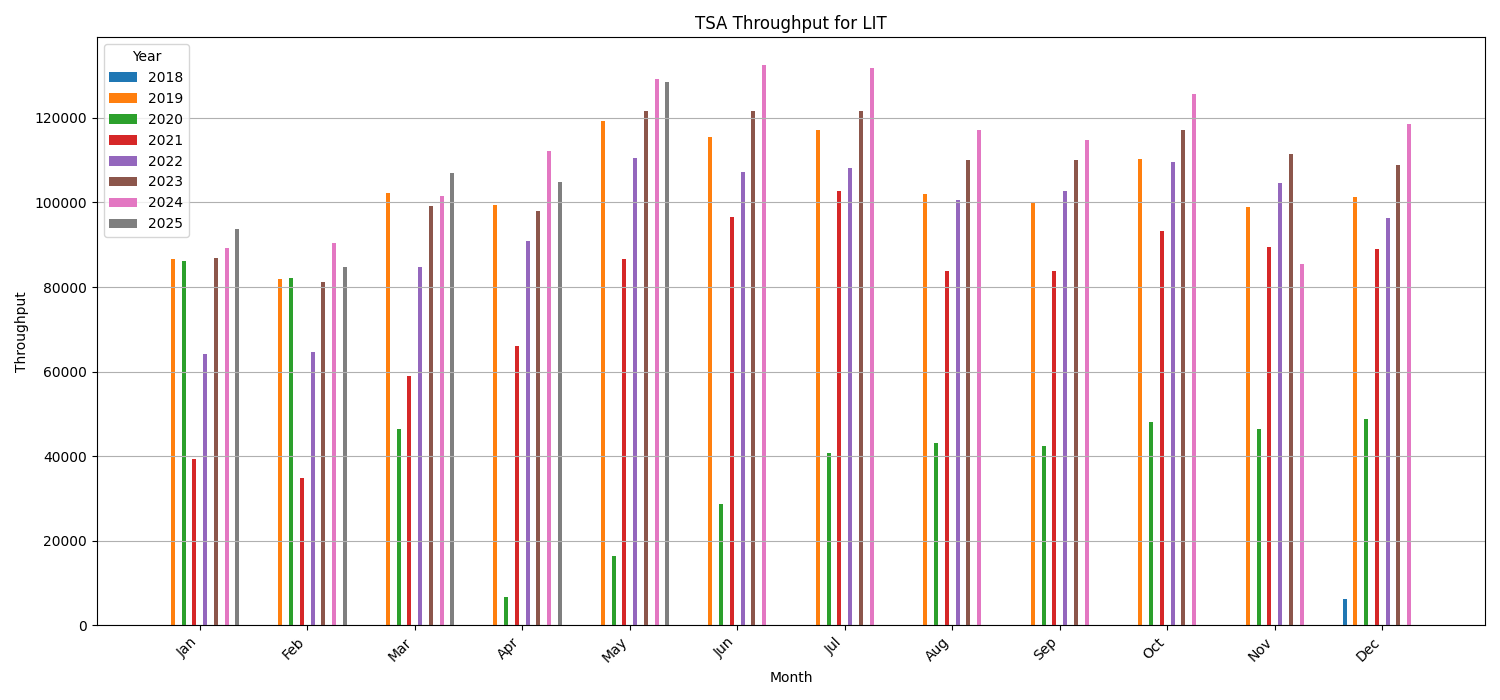 TSA Throughput for LIT
Year
2018
2019
2020
2021
2022
2023
2024
2025
Throughput
120000
100000
80000
60000
40000
20000
0
Jan
Feb
Mar
Apr
May
Jun
Jul
Aug
Sep
Oct
Nov
Dec
Month